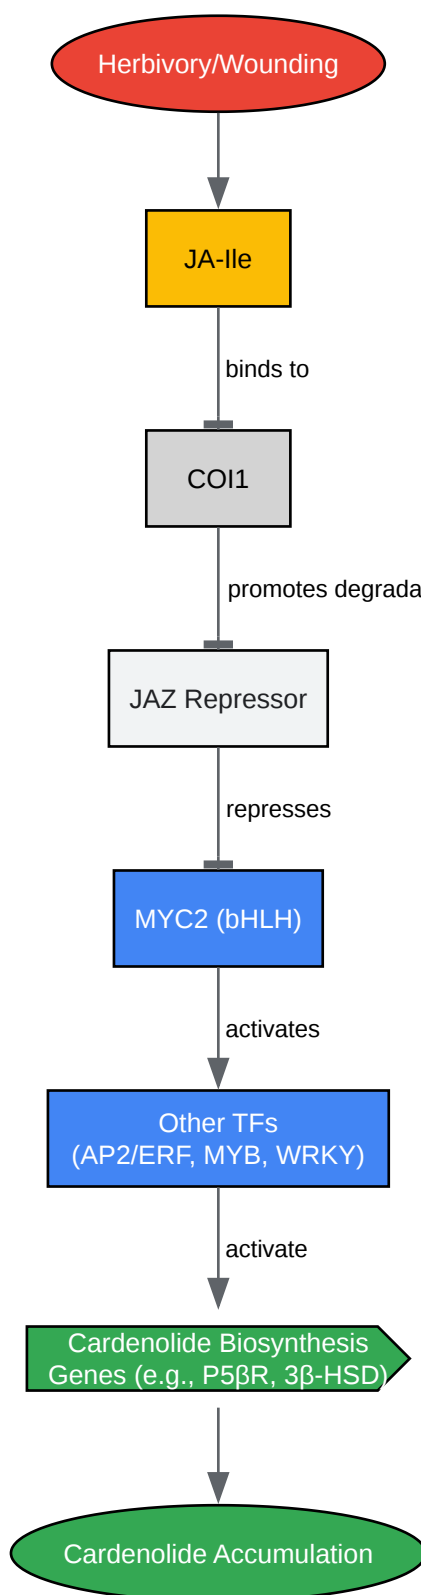 Herbivory/Wounding
JA-Ile
binds to
COI1
promotes degrada
JAZ Repressor
represses
MYC2 (bHLH)
activates
Other TFs
(AP2/ERF, MYB, WRKY)
activate
Cardenolide Biosynthesis
Genes (e.g., P5βR, 3β-HSD)
Cardenolide Accumulation